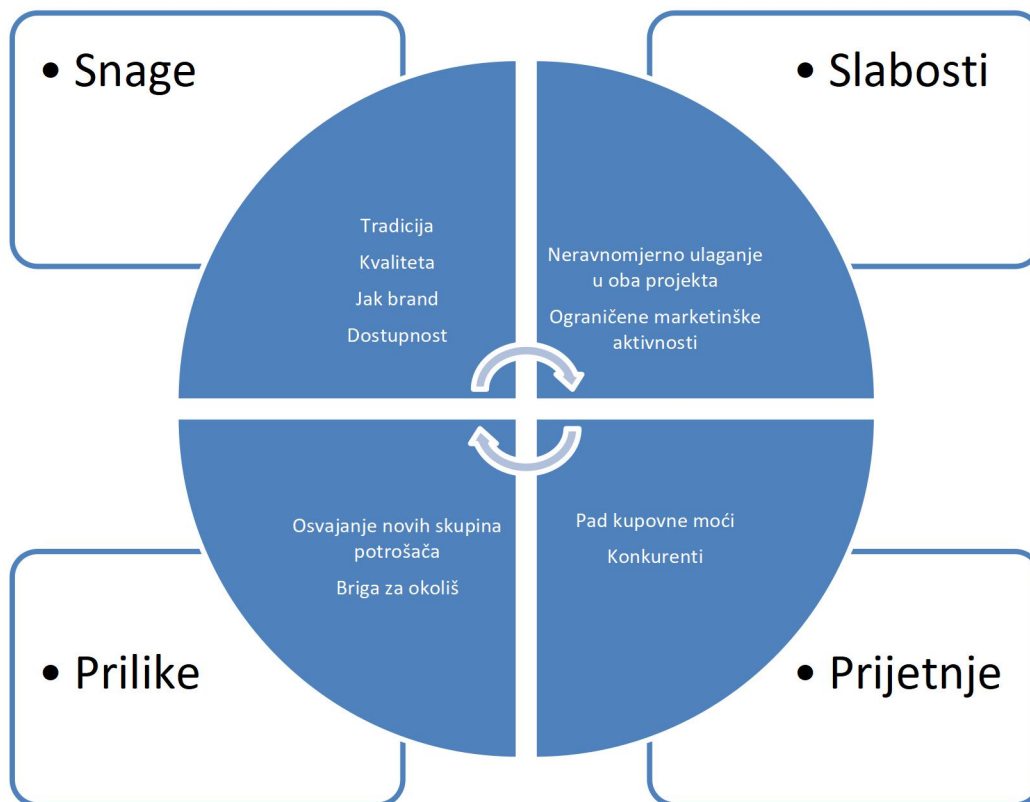 • Snage
Tradicija
Kvaliteta
Jak brand
Dostupnost
• Slabosti
Neravnomjerno ulaganje
u oba projekta
Ograničene marketinške
aktivnosti
• Prilike
Osvajanje novih skupina
potrošača
Briga za okoliš
• Prijetnje
Pad kupovne moći
Konkurenti